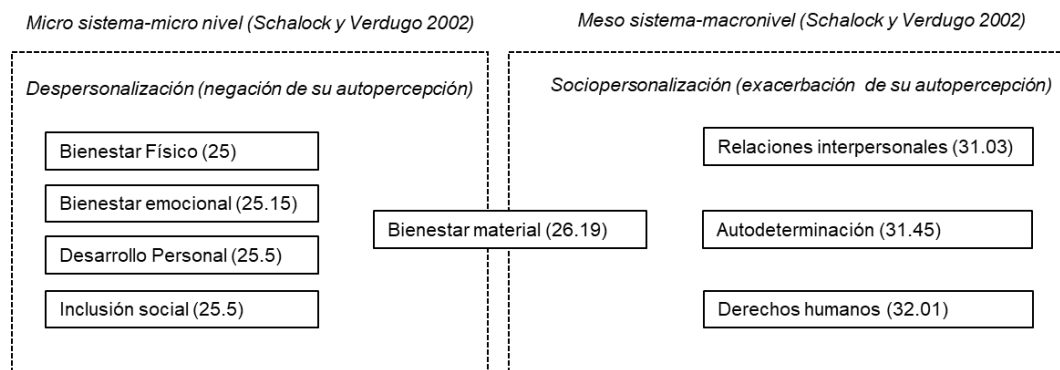 Micro sistema-micro nivel (Schalock y Verdugo 2002)
Meso sistema-macronivel (Schalock y Verdugo 2002)
Despersonalización (negación de su autopercepción)
Sociopersonalización (exacerbación de su autopercepción)
Bienestar Físico (25)
Bienestar emocional (25.15)
Desarrollo Personal (25.5)
Inclusión social (25.5)
Bienestar material (26.19)
Relaciones interpersonales (31.03)
Autodeterminación (31.45)
Derechos humanos (32.01)